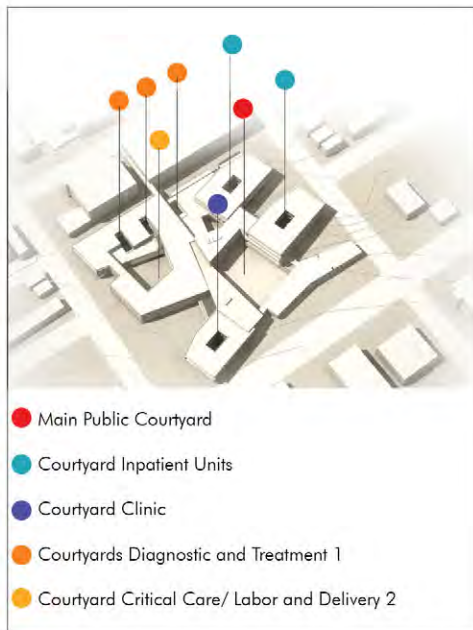 Main Public Courtyard
Courtyard Inpatient Units
Courtyard Clinic
Courtyards Diagnostic and Treatment 1
Courtyard Critical Care/ Labor and Delivery 2